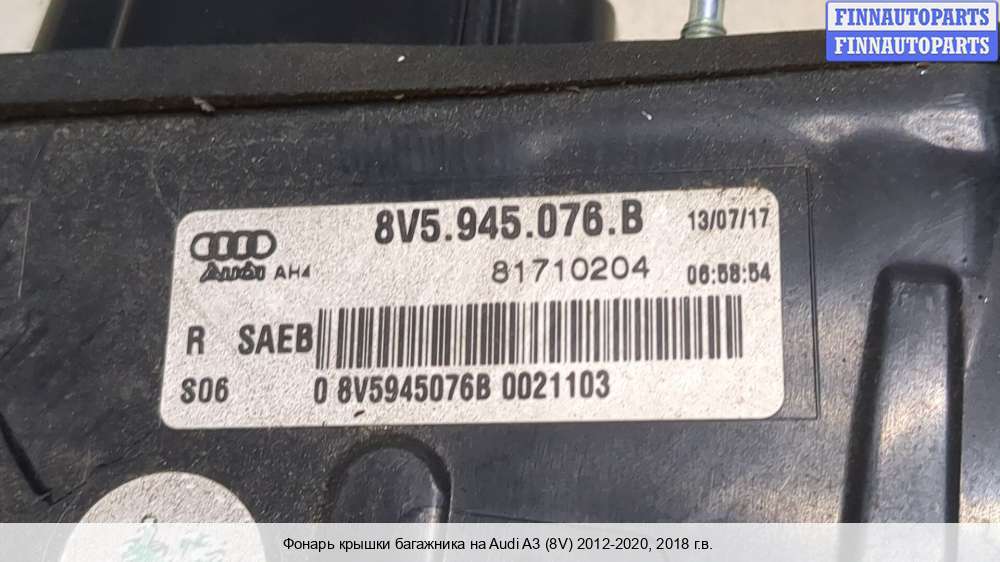 FINNAUTOPARTS
FINNAUTOPARTS
8V5.945.076.B 13/07/17
Audi AH4 81710204 06:58:54
R SAEB
S06 0 8V5945076B 0021103
Фонарь крышки багажника на Audi A3 (8V) 2012-2020, 2018 г.в.